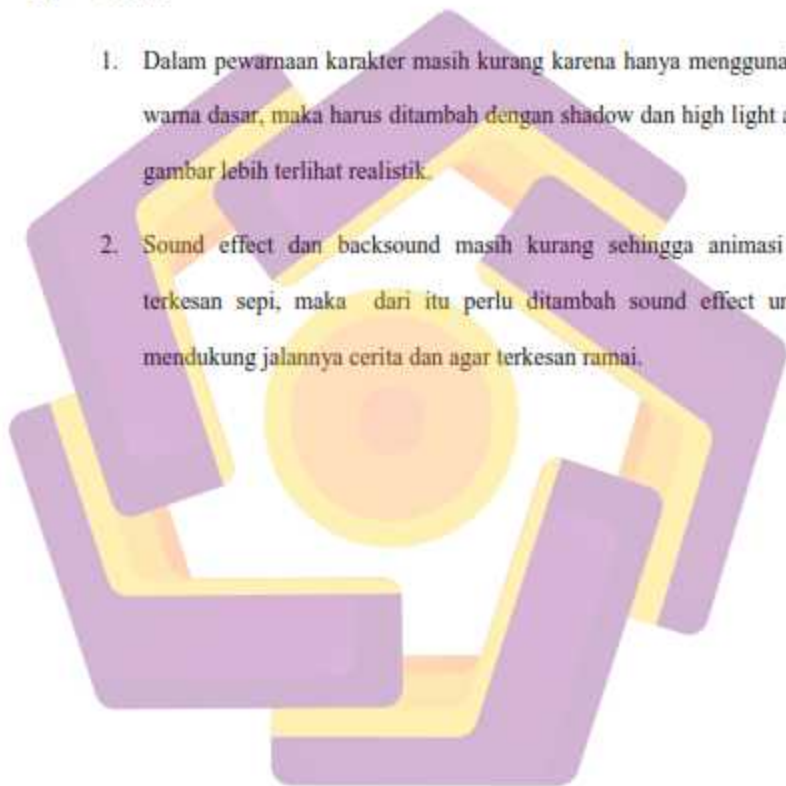 1. Dalam pewarnaan karakter masih kurang karena hanya
warna dasar, maka harus ditambah dengan shadow dan high light
gambar lebih terlihat realistik.
2. Sound effect dan backsound masih kurang sehingga animasi
terkesan sepi, maka dari itu perlu ditambah sound effect
mendukung jalannya cerita dan agar terkesan ramai.